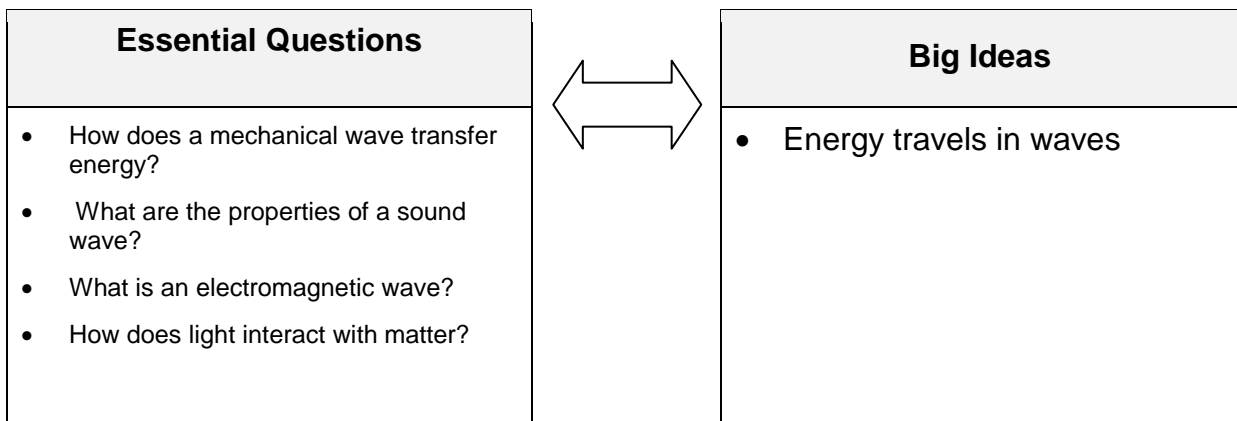 Essential Questions
• How does a mechanical wave transfer
energy?
• What are the properties of a sound
wave?
• What is an electromagnetic wave?
• How does light interact with matter?
Big Ideas
• Energy travels in waves